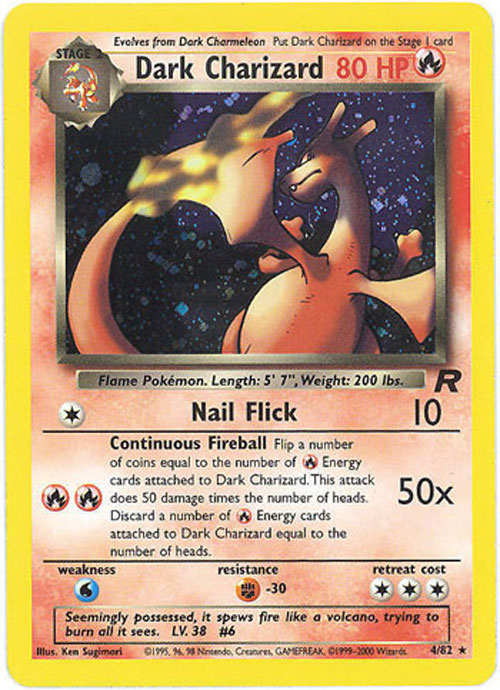 Evolves from Dark Charmeleon Put Dark Charizard on the Stage 1 card
STAGE 2
Dark Charizard 80 HP
Flame Pokémon. Length: 5' 7", Weight: 200 lbs.
R
Nail Flick 10
Continuous Fireball Flip a number
of coins equal to the number of Energy
cards attached to Dark Charizard. This attack
does 50 damage times the number of heads.
50x
Discard a number of Energy cards
attached to Dark Charizard equal to the
number of heads.
weakness resistance retreat cost
-30
Seemingly possessed, it spews fire like a volcano, trying to
burn all it sees. LV. 38 #6
Illus. Ken Sugimori ©1995, 96, 98 Nintendo, Creatures, GAMEFREAK. ©1999-2000 Wizards. 4/82 ★